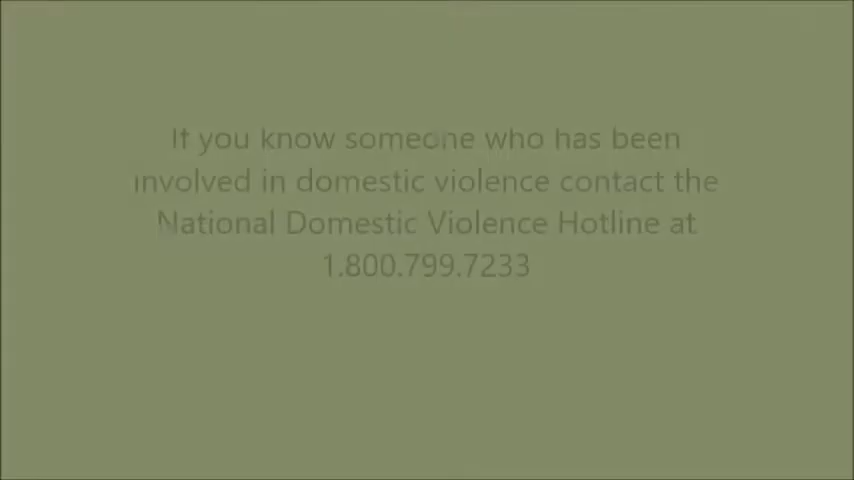 If you know someone who has been
involved in domestic violence contact the
National Domestic Violence Hotline at
1.800.799.7233